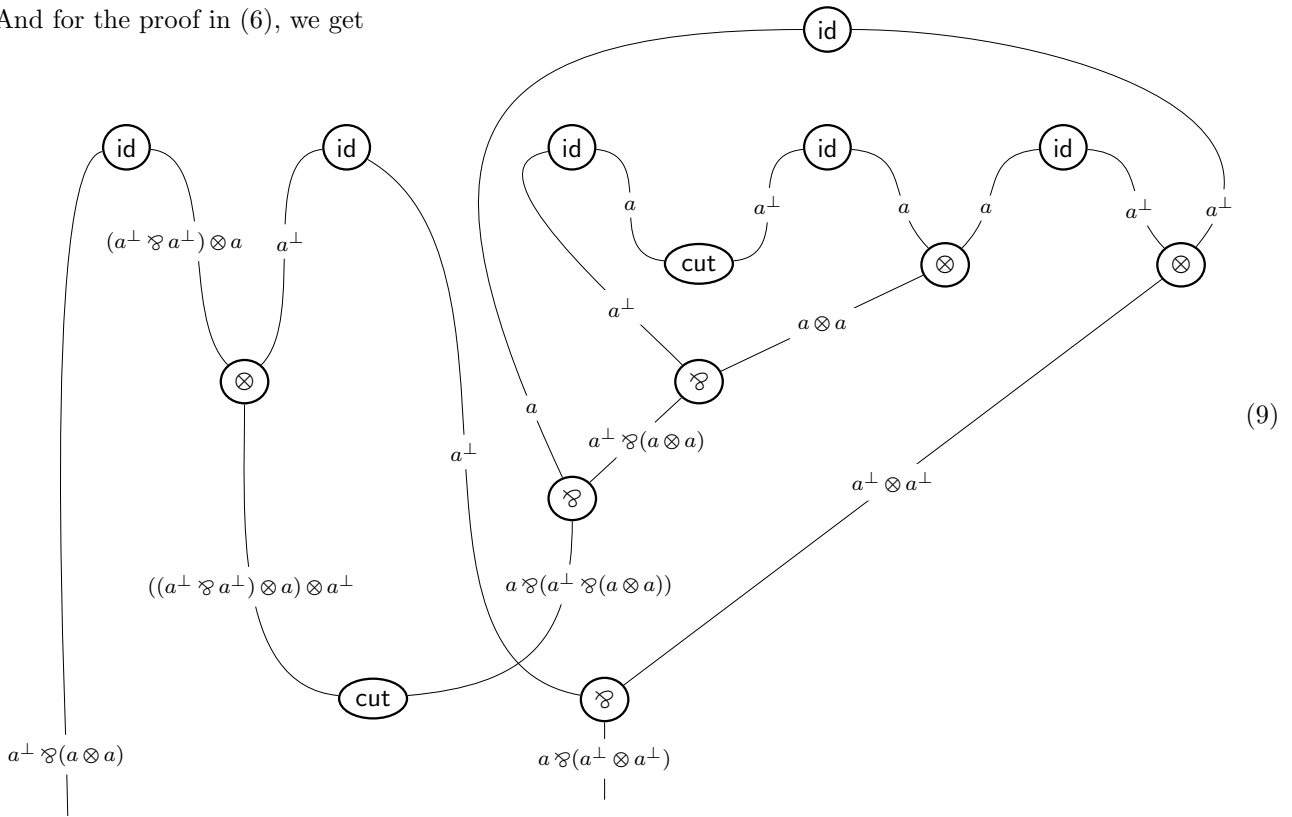 And for the proof in (6), we get
id
id id id id id
(a⊥ ⅋ a⊥) ⊗ a a⊥ a a⊥ a a a⊥ a⊥
cut ⊗ ⊗
a⊥ a ⊗ a
⊗ ⅋
a a⊥ ⅋(a ⊗ a) (9)
a⊥ a⊥ ⊗ a⊥
⅋
((a⊥ ⅋ a⊥) ⊗ a) ⊗ a⊥ a ⅋(a⊥ ⅋(a ⊗ a))
cut ⅋
a⊥ ⅋(a ⊗ a) a ⅋(a⊥ ⊗ a⊥)